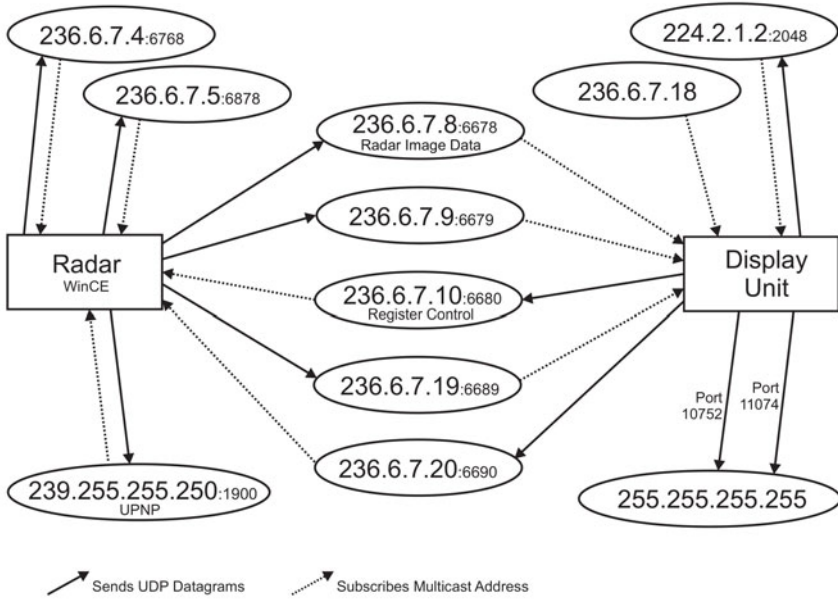 236.6.7.4:6768
224.2.1.2:2048
236.6.7.5:6878
236.6.7.18
236.6.7.8:6678
Radar Image Data
236.6.7.9:6679
Radar
WinCE
Display
Unit
236.6.7.10:6680
Register Control
236.6.7.19:6689
Port
10752
Port
11074
236.6.7.20:6690
239.255.255.250:1900
UPNP
255.255.255.255
Sends UDP Datagrams
Subscribes Multicast Address